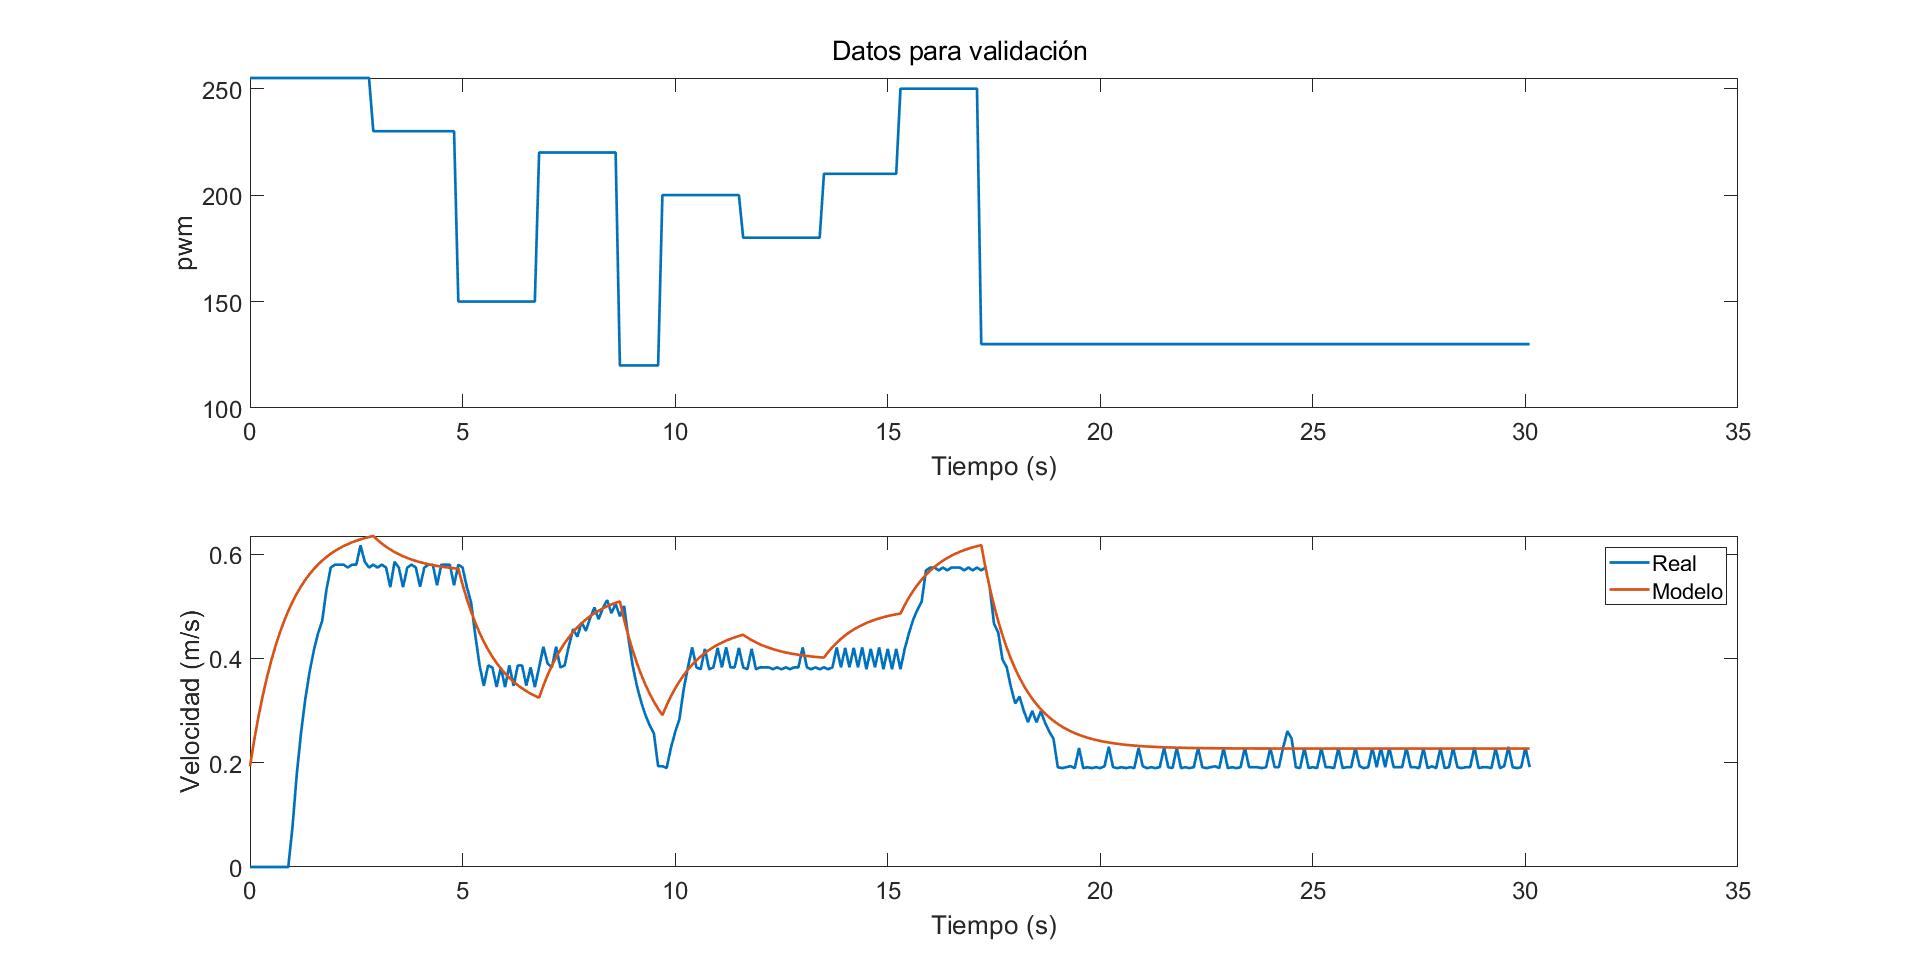 Datos para validación
250
200
150
100
pwm
0 5 10 15 20 25 30 35
Tiempo (s)
0.6
0.4
0.2
0
Velocidad (m/s)
Real
Modelo
0 5 10 15 20 25 30 35
Tiempo (s)